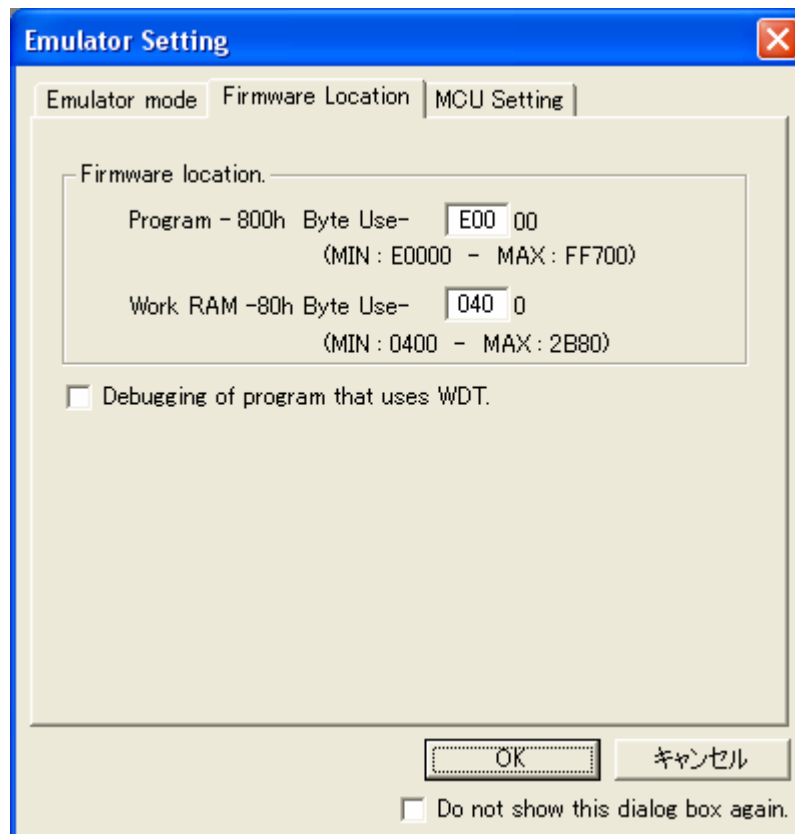 Emulator Setting
Emulator mode Firmware Location MCU Setting
Firmware location.
Program - 800h Byte Use- E00 00
(MIN : E0000 - MAX : FF700)
Work RAM -80h Byte Use- 040 0
(MIN : 0400 - MAX : 2B80)
Debugging of program that uses WDT.
OK キャンセル
Do not show this dialog box again.